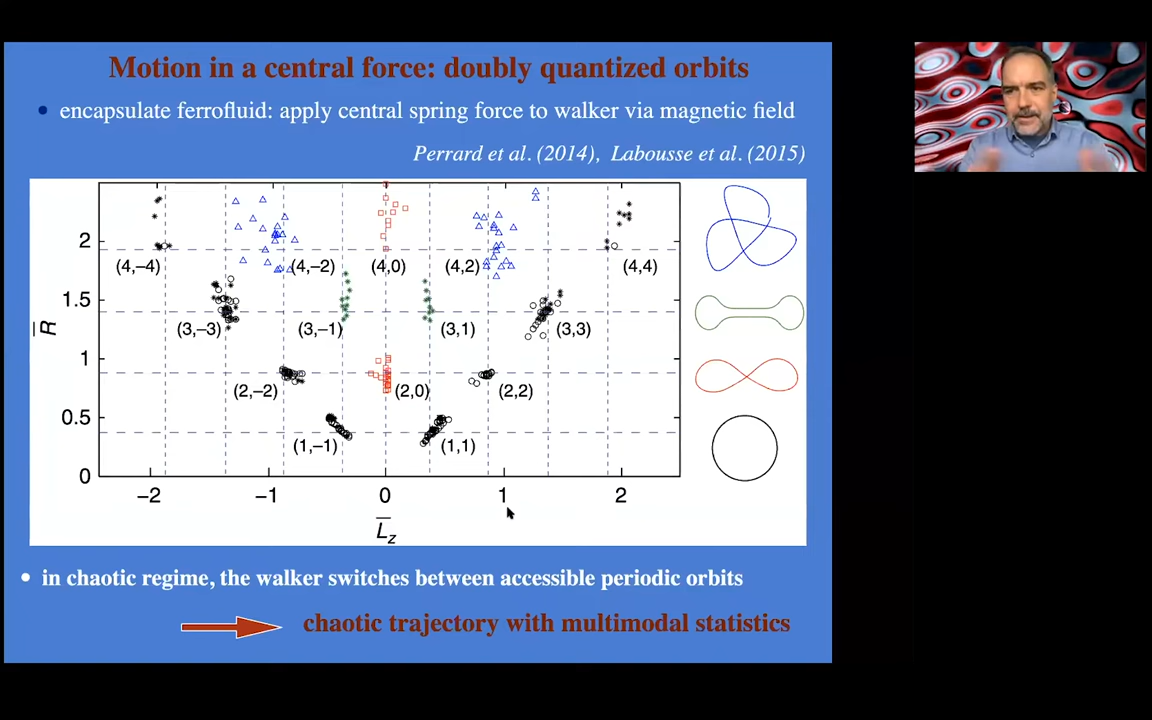 Motion in a central force: doubly quantized orbits
• encapsulate ferrofluid: apply central spring force to walker via magnetic field
Perrard et al. (2014), Labousse et al. (2015)
2
(4,–4) (4,–2) (4,0) (4,2) (4,4)
1.5
R̅
(3,–3) (3,–1) (3,1) (3,3)
1
(2,–2) (2,0) (2,2)
0.5
(1,–1) (1,1)
0
–2 –1 0 1 2
L̅z
• in chaotic regime, the walker switches between accessible periodic orbits
chaotic trajectory with multimodal statistics